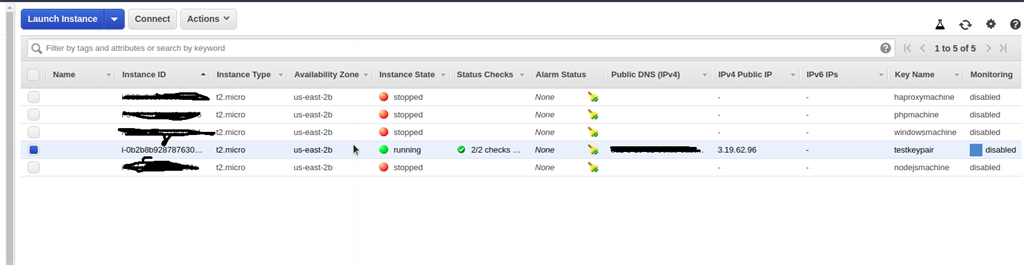 Launch Instance Connect Actions
Filter by tags and attributes or search by keyword 1 to 5 of 5
Name Instance ID Instance Type Availability Zone Instance State Status Checks Alarm Status Public DNS (IPv4) IPv4 Public IP IPv6 IPs Key Name Monitoring
t2.micro us-east-2b stopped None - - haproxymachine disabled
t2.micro us-east-2b stopped None - - phpmachine disabled
t2.micro us-east-2b stopped None - - windowsmachine disabled
i-0b2b8b928787630... t2.micro us-east-2b running 2/2 checks ... None 3.19.62.96 - testkeypair disabled
t2.micro us-east-2b stopped None - - nodejsmachine disabled